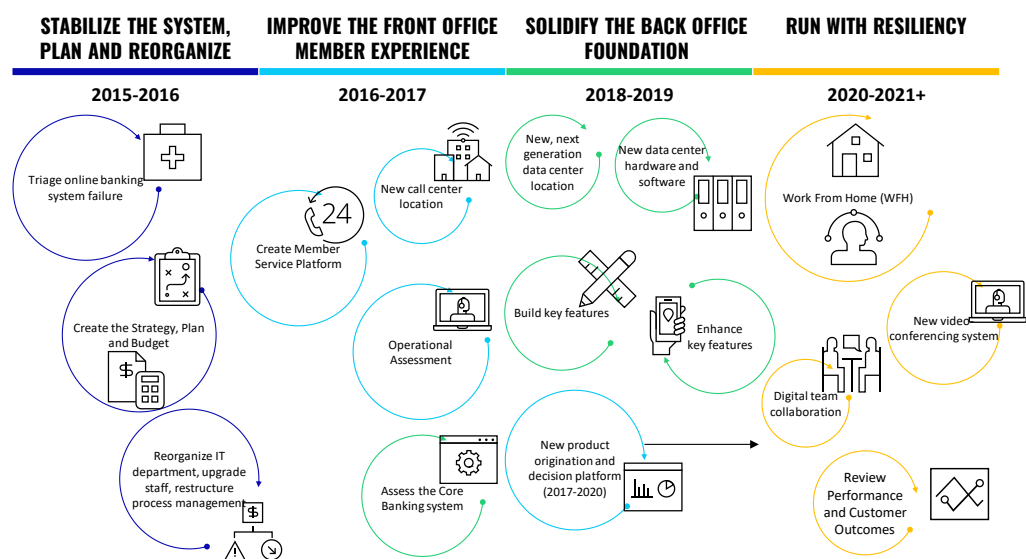 STABILIZE THE SYSTEM,
PLAN AND REORGANIZE
2015-2016
Triage online banking
system failure
Create the Strategy, Plan
and Budget
$
Reorganize IT
department, upgrade
staff, restructure
process management
$
IMPROVE THE FRONT OFFICE
MEMBER EXPERIENCE
2016-2017
New call center
location
24
Create Member
Service Platform
Operational
Assessment
Assess the Core
Banking system
SOLIDIFY THE BACK OFFICE
FOUNDATION
2018-2019
New, next
generation
data center
location
New data center
hardware and
software
Build key features
Enhance
key features
New product
origination and
decision platform
(2017-2020)
RUN WITH RESILIENCY
2020-2021+
Work From Home (WFH)
New video
conferencing system
Digital team
collaboration
Review
Performance
and Customer
Outcomes